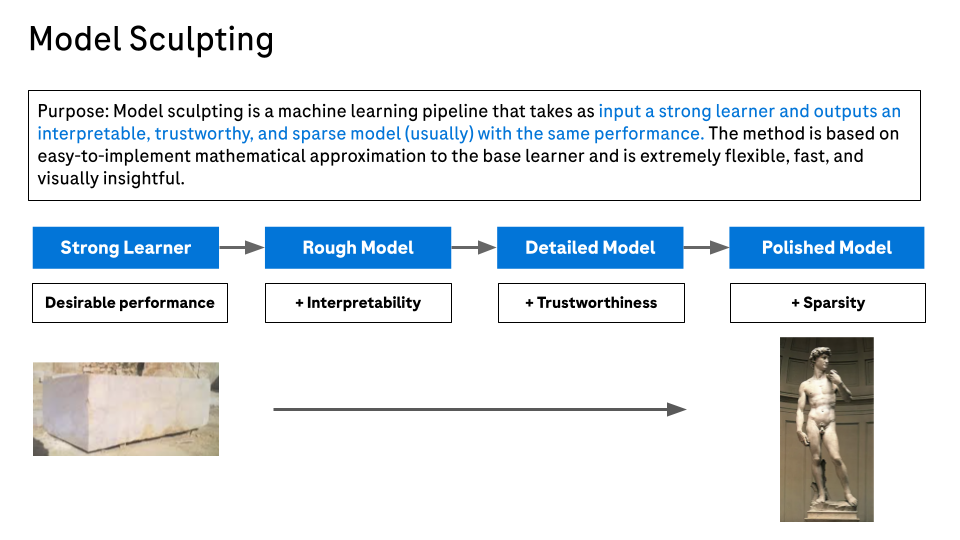 Model Sculpting
Purpose: Model sculpting is a machine learning pipeline that takes as input a strong learner and outputs an
interpretable, trustworthy, and sparse model (usually) with the same performance. The method is based on
easy-to-implement mathematical approximation to the base learner and is extremely flexible, fast, and
visually insightful.
Strong Learner
Rough Model
Detailed Model
Polished Model
Desirable performance
+ Interpretability
+ Trustworthiness
+ Sparsity